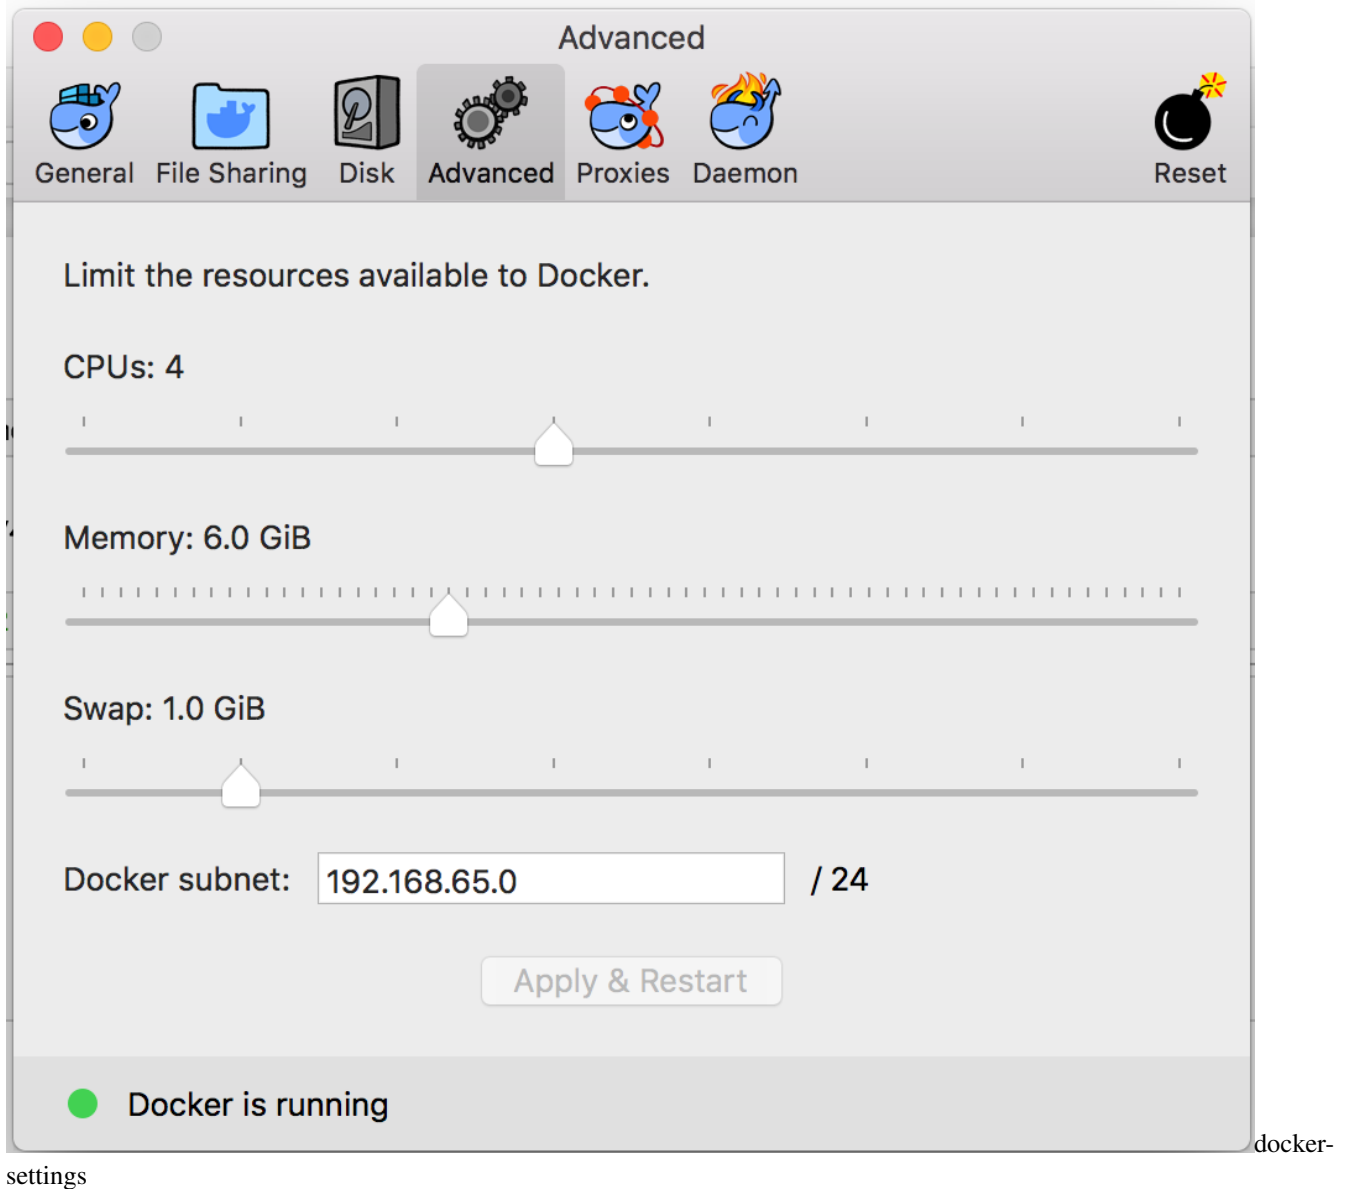 Advanced
General File Sharing Disk Advanced Proxies Daemon Reset
Limit the resources available to Docker.
CPUs: 4
Memory: 6.0 GiB
Swap: 1.0 GiB
Docker subnet: 192.168.65.0 / 24
Apply & Restart
Docker is running
docker-
settings